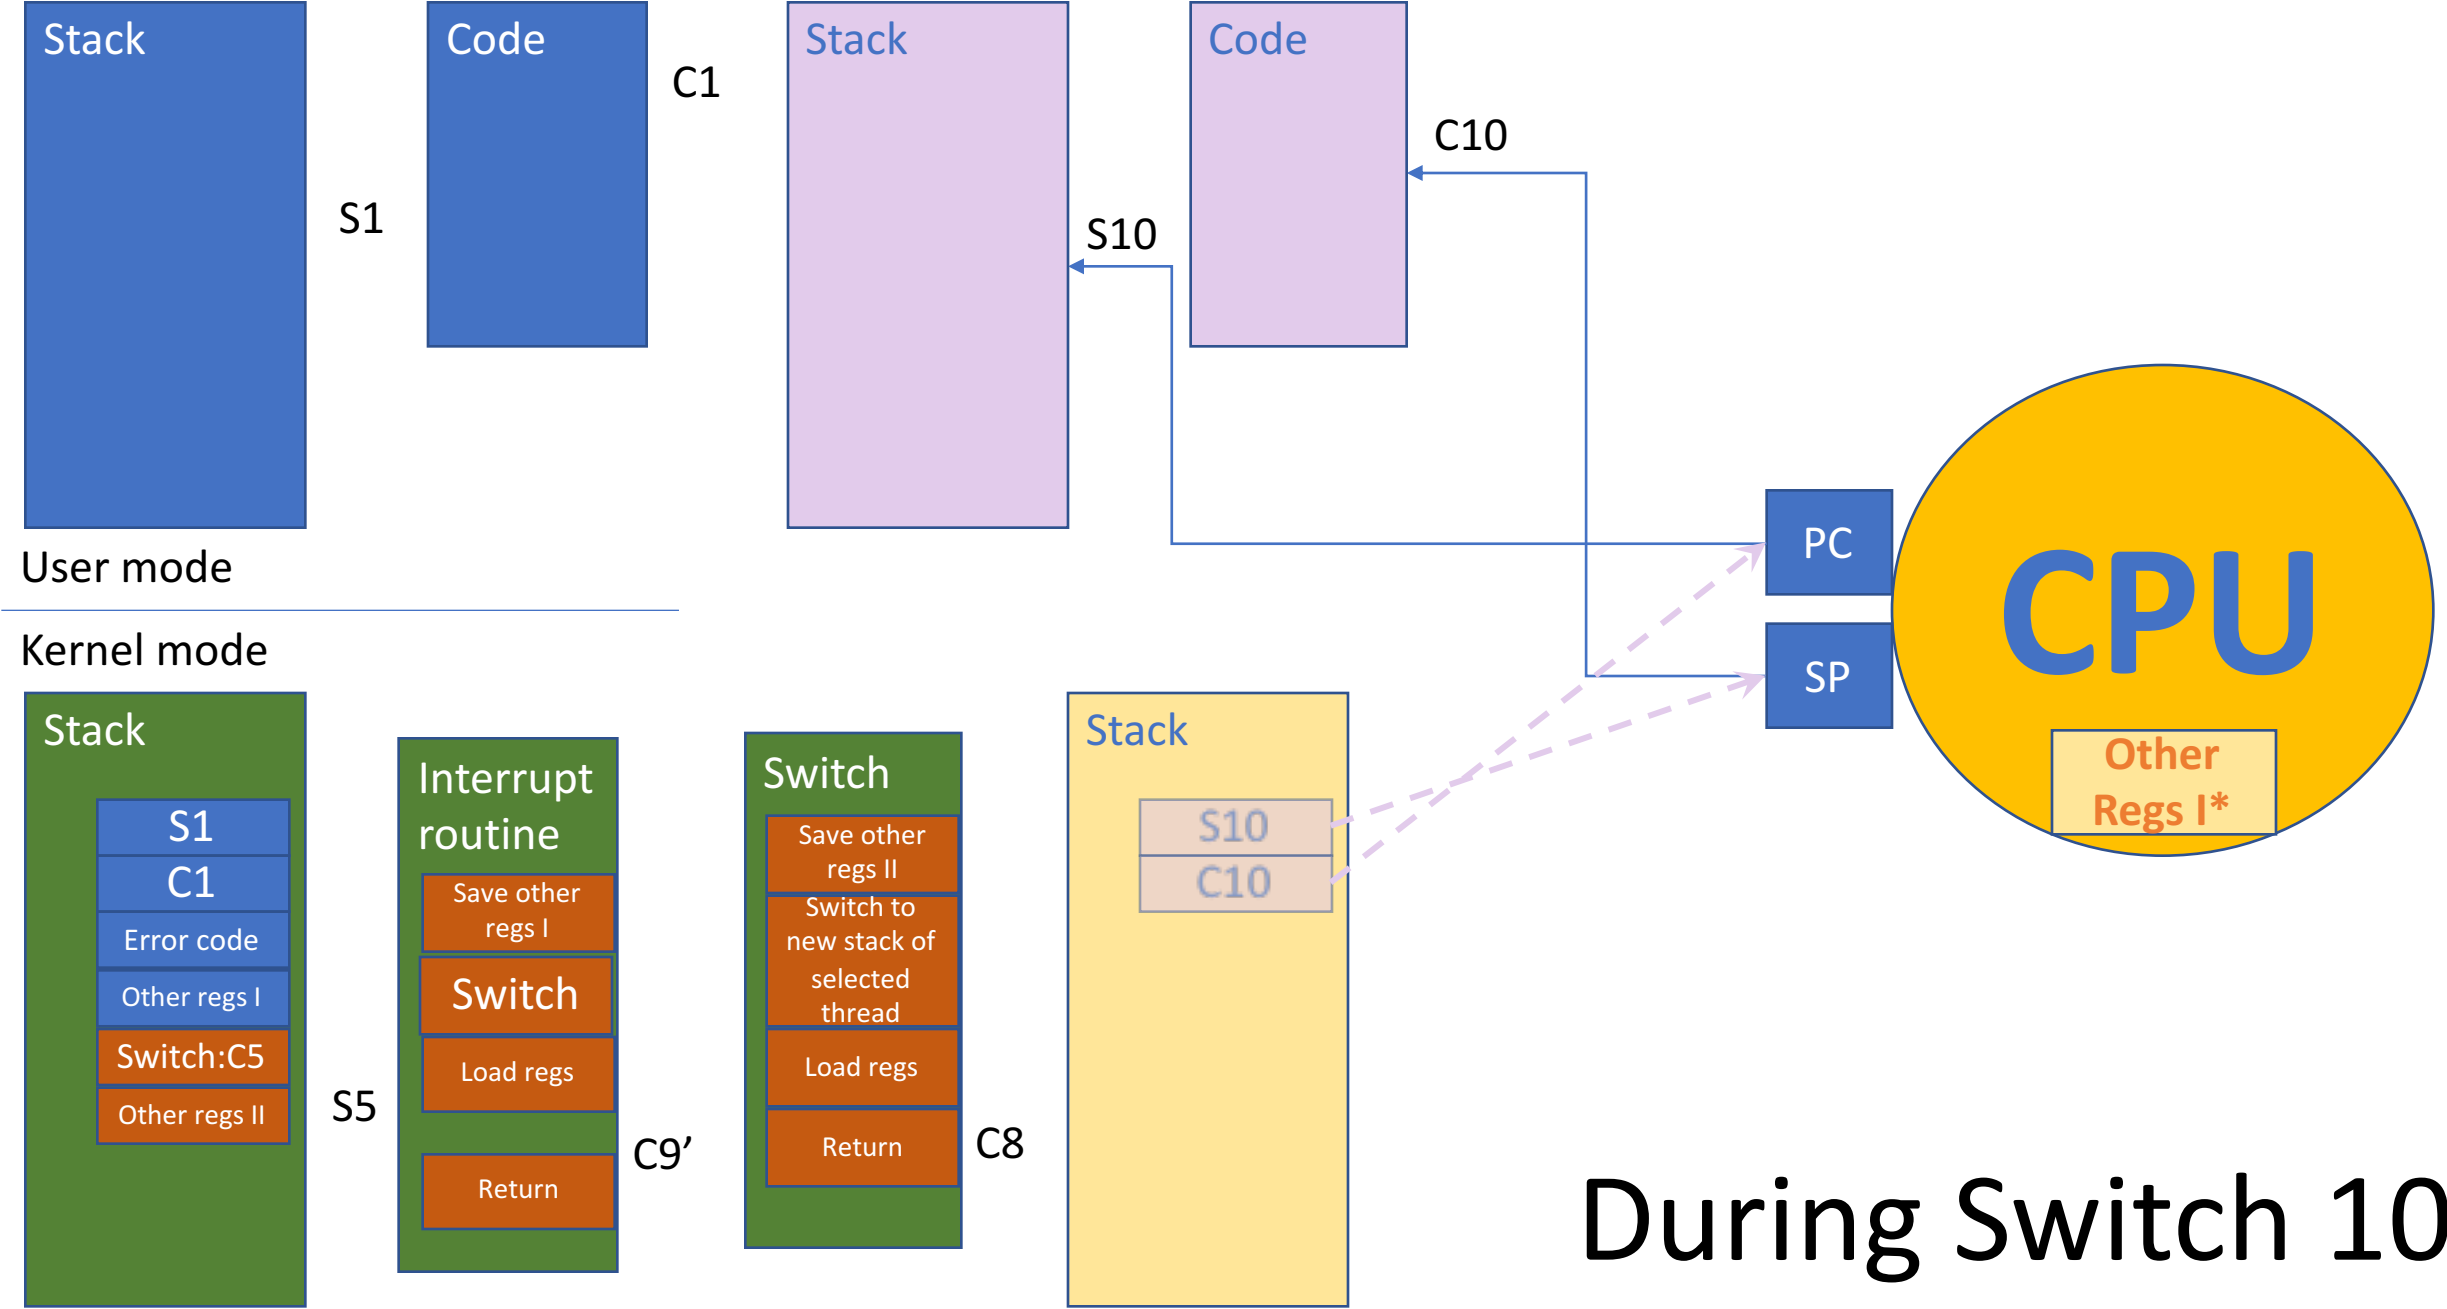 Stack
Code
C1
S1
Stack
Code
C10
S10
User mode
Kernel mode
PC
SP
CPU
Other
Regs I*
Stack
S1
C1
Error code
Other regs I
Switch:C5
Other regs II
S5
Interrupt
routine
Save other
regs I
Switch
Load regs
Return
C9’
Switch
Save other
regs II
Switch to
new stack of
selected
thread
Load regs
Return
C8
Stack
S10
C10
During Switch 10